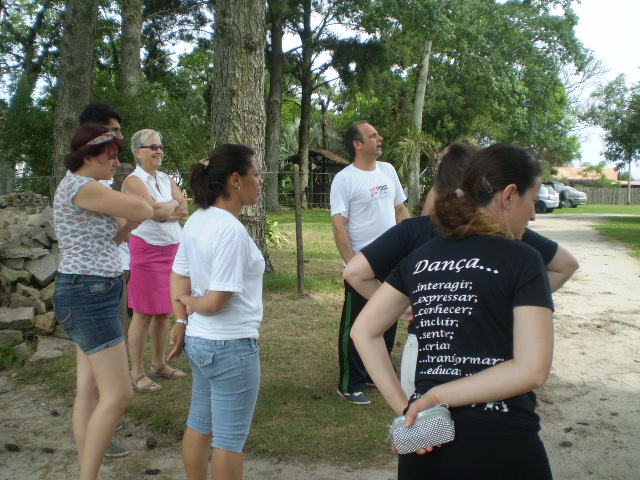 Dança...
...interagir;
...expressar;
...conhecer;
...incluir;
...sentir;
...criar
...transformar
...educa